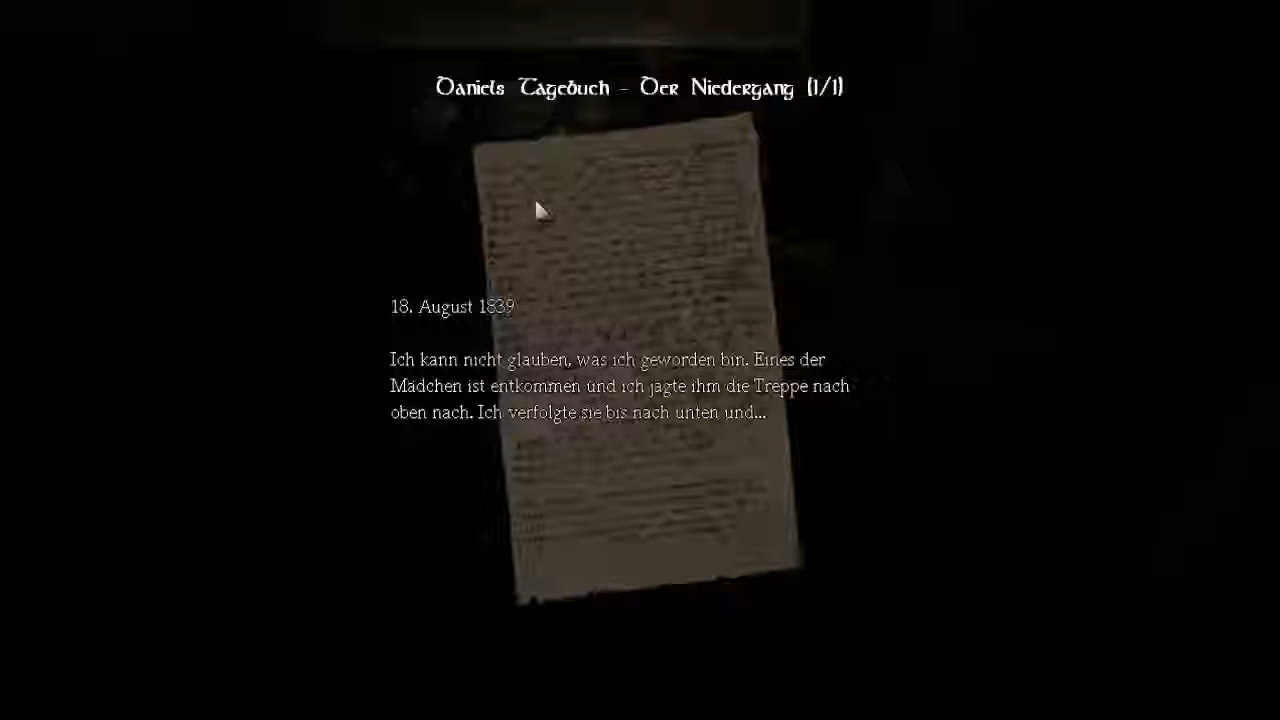 Daniels Tagebuch - Der Niedergang (1/1)
18. August 1839
Ich kann nicht glauben, was ich geworden bin. Eines der
Mädchen ist entkommen und ich jagte ihm die Treppe nach
oben nach. Ich verfolgte sie bis nach unten und...